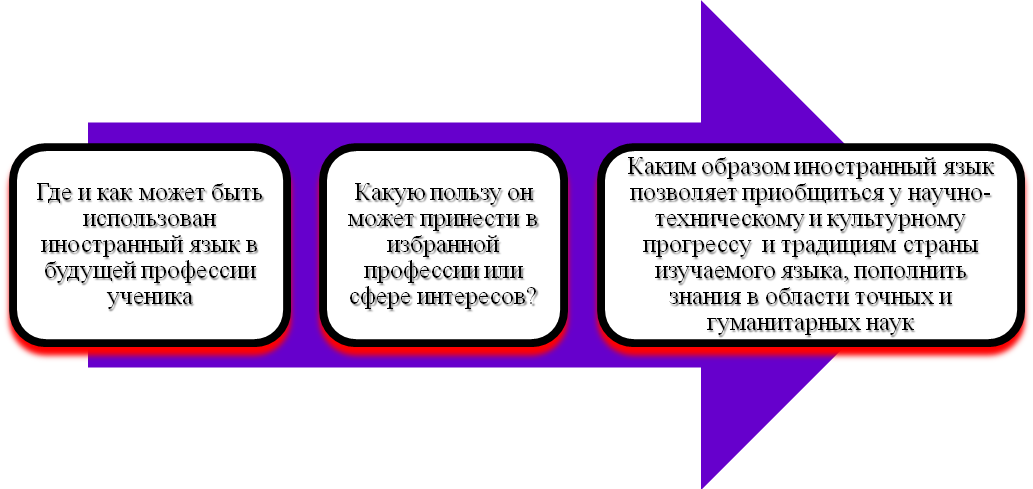 Где и как может быть
использован
иностранный язык в
будущей профессии
ученика
Какую пользу он
может принести в
избранной
профессии или
сфере интересов?
Каким образом иностранный язык
позволяет приобщиться у научно-
техническому и культурному
прогрессу и традициям страны
изучаемого языка, пополнить
знания в области точных и
гуманитарных наук